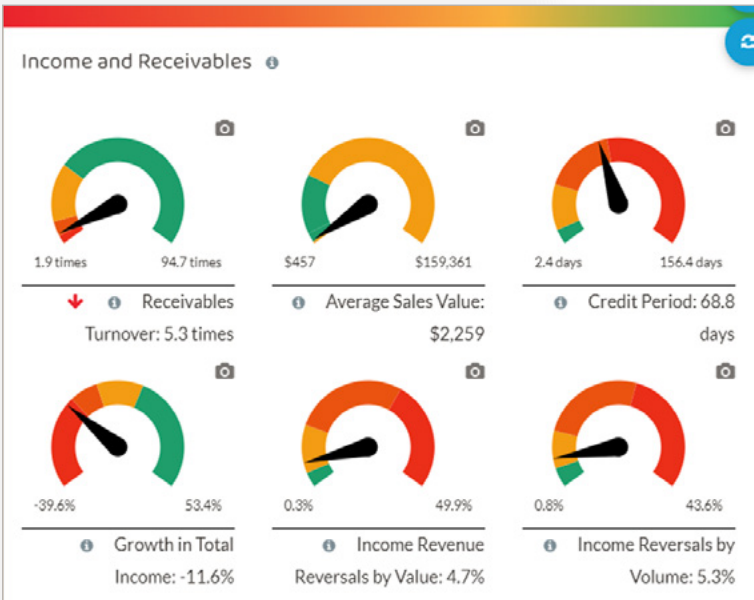 Income and Receivables
1.9 times 94.7 times
Receivables
Turnover: 5.3 times
$457 $159,361
Average Sales Value:
$2,259
2.4 days 156.4 days
Credit Period: 68.8
days
-39.6% 53.4%
Growth in Total
Income: -11.6%
0.3% 49.9%
Income Revenue
Reversals by Value: 4.7%
0.8% 43.6%
Income Reversals by
Volume: 5.3%